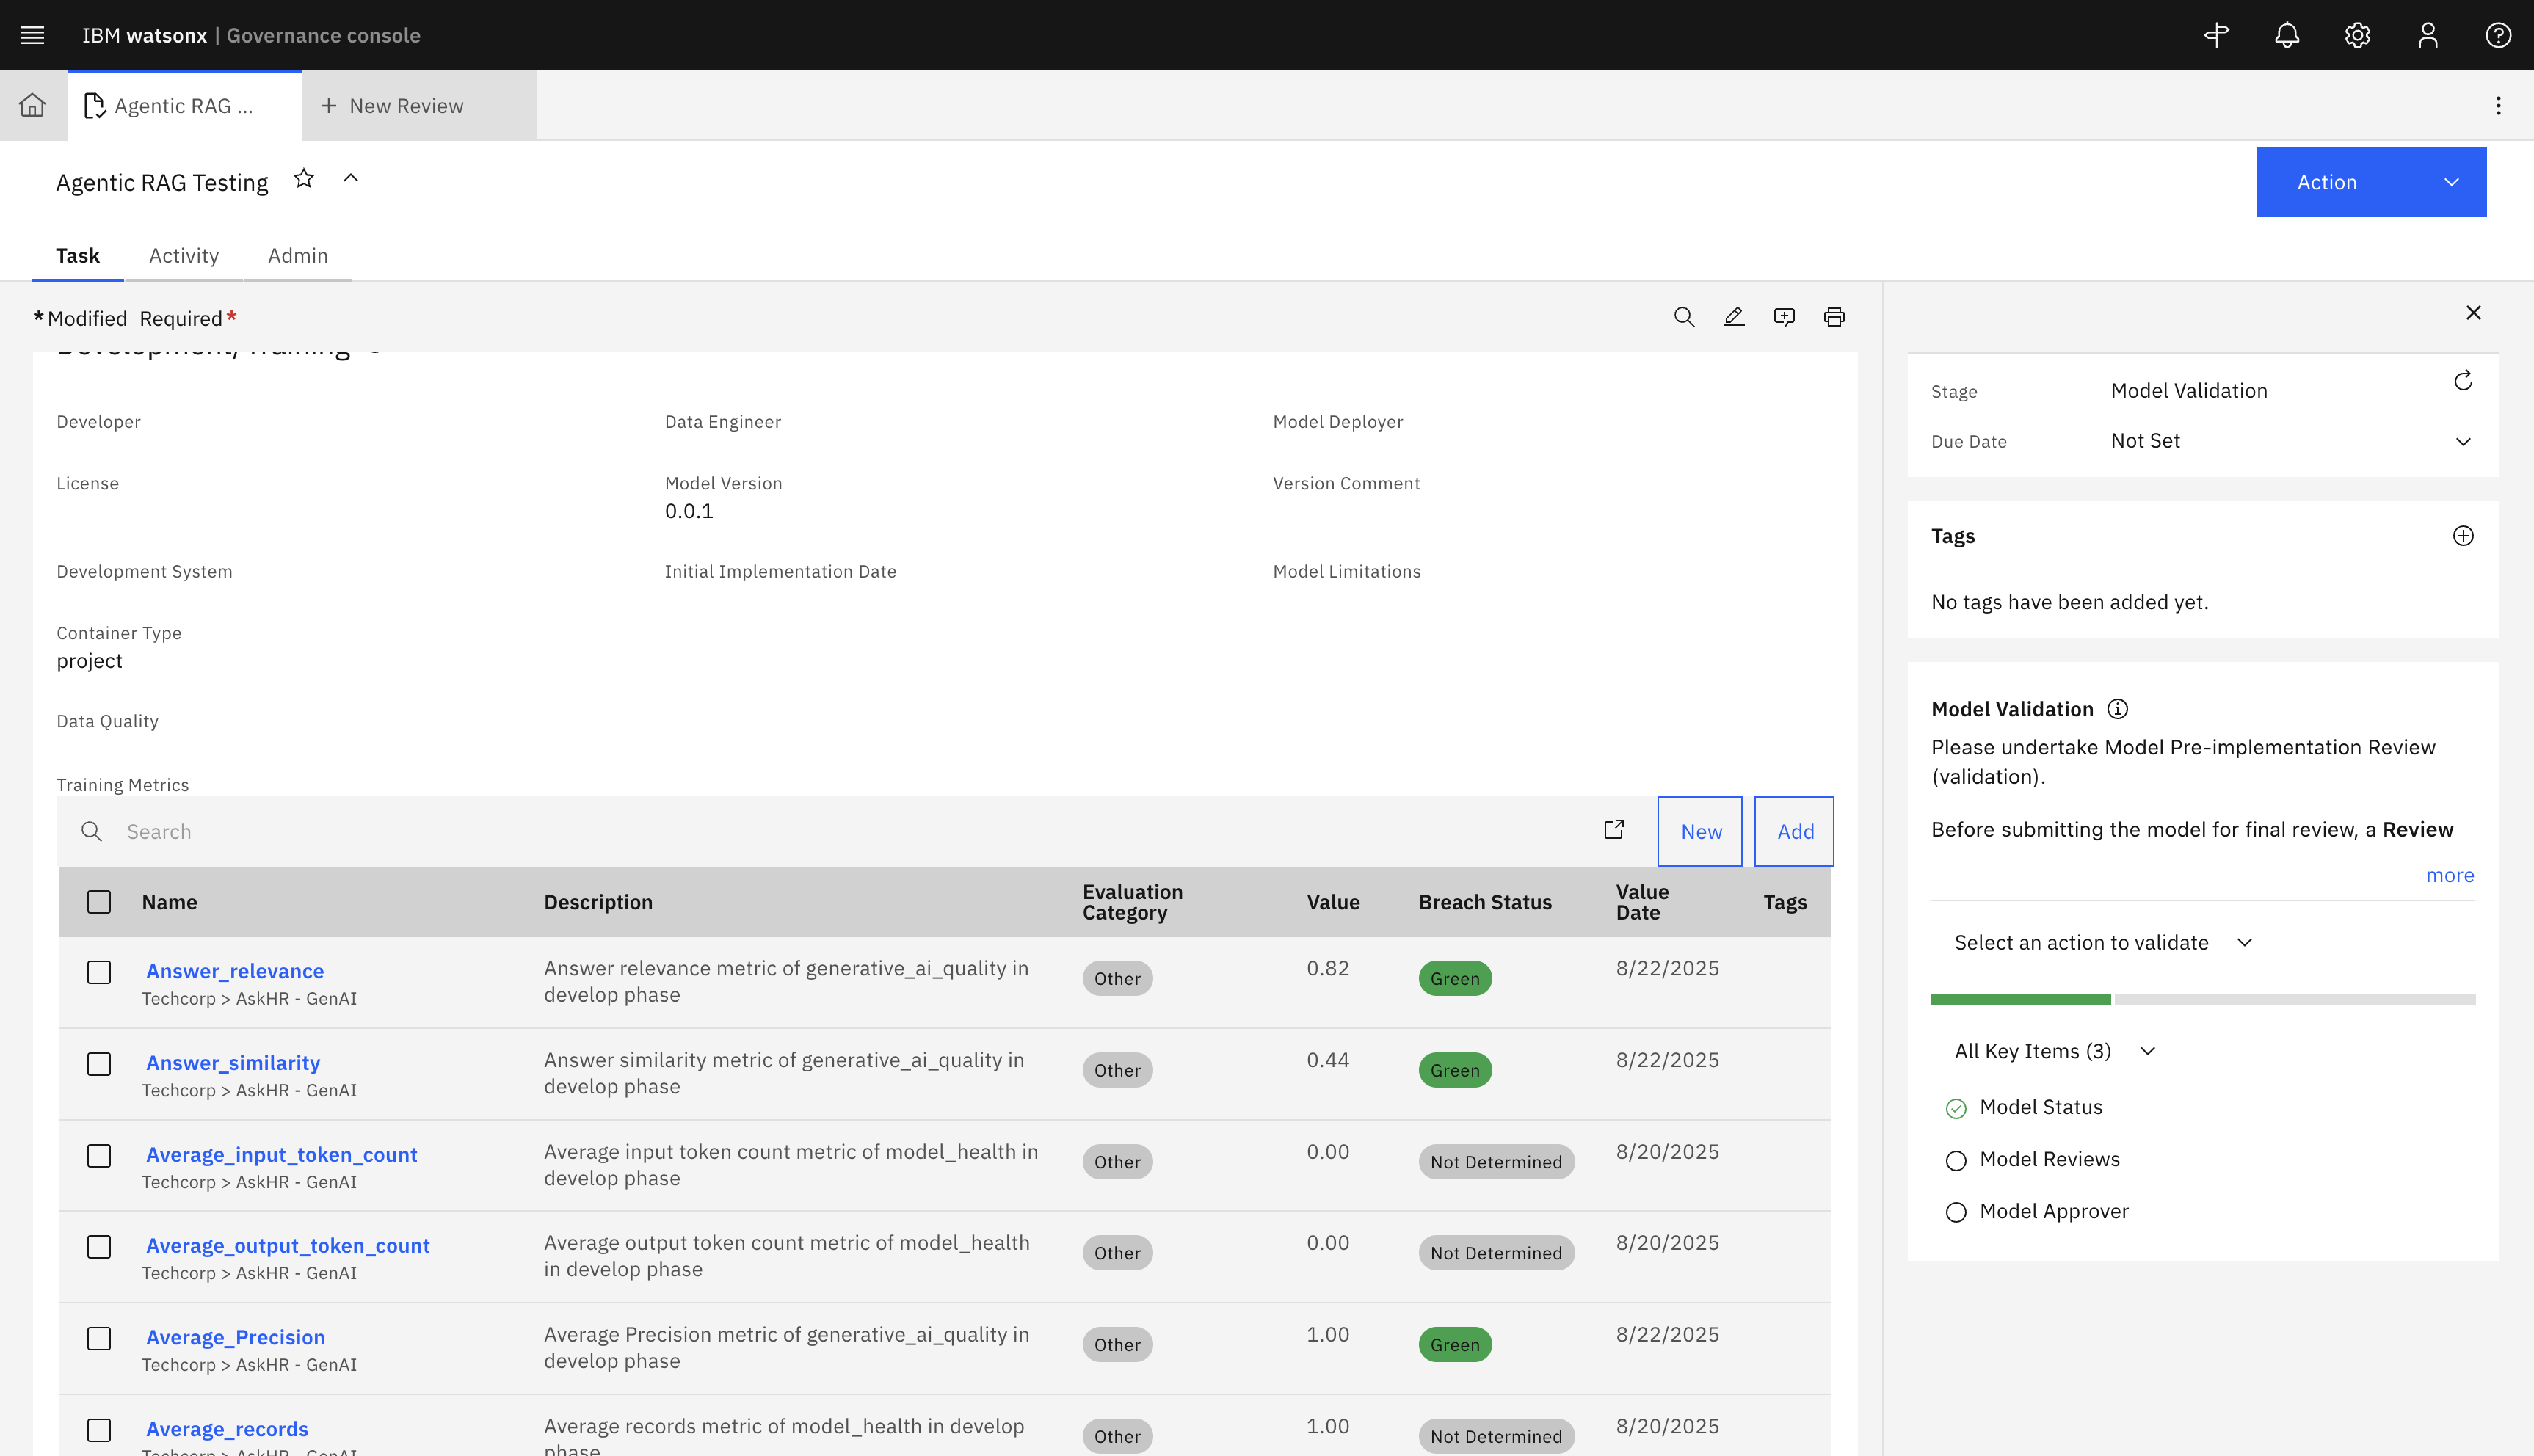 IBM watsonx | Governance console
Agentic RAG ...
+ New Review
Agentic RAG Testing
Action
Task
Activity
Admin
*Modified Required*
Development/Training
Developer
Data Engineer
Model Deployer
License
Model Version
0.0.1
Version Comment
Development System
Initial Implementation Date
Model Limitations
Container Type
project
Data Quality
Training Metrics
Search
New
Add
Name
Description
Evaluation
Category
Value
Breach Status
Value
Date
Tags
Answer_relevance
Techcorp > AskHR - GenAI
Answer relevance metric of generative_ai_quality in
develop phase
Other
0.82
Green
8/22/2025
Answer_similarity
Techcorp > AskHR - GenAI
Answer similarity metric of generative_ai_quality in
develop phase
Other
0.44
Green
8/22/2025
Average_input_token_count
Techcorp > AskHR - GenAI
Average input token count metric of model_health in
develop phase
Other
0.00
Not Determined
8/20/2025
Average_output_token_count
Techcorp > AskHR - GenAI
Average output token count metric of model_health
in develop phase
Other
0.00
Not Determined
8/20/2025
Average_Precision
Techcorp > AskHR - GenAI
Average Precision metric of generative_ai_quality in
develop phase
Other
1.00
Green
8/22/2025
Average_records
Techcorp > AskHR - GenAI
Average records metric of model_health in develop
phase
Other
1.00
Not Determined
8/20/2025
Stage
Model Validation
Due Date
Not Set
Tags
No tags have been added yet.
Model Validation
Please undertake Model Pre-implementation Review
(validation).
Before submitting the model for final review, a Review
more
Select an action to validate
All Key Items (3)
Model Status
Model Reviews
Model Approver